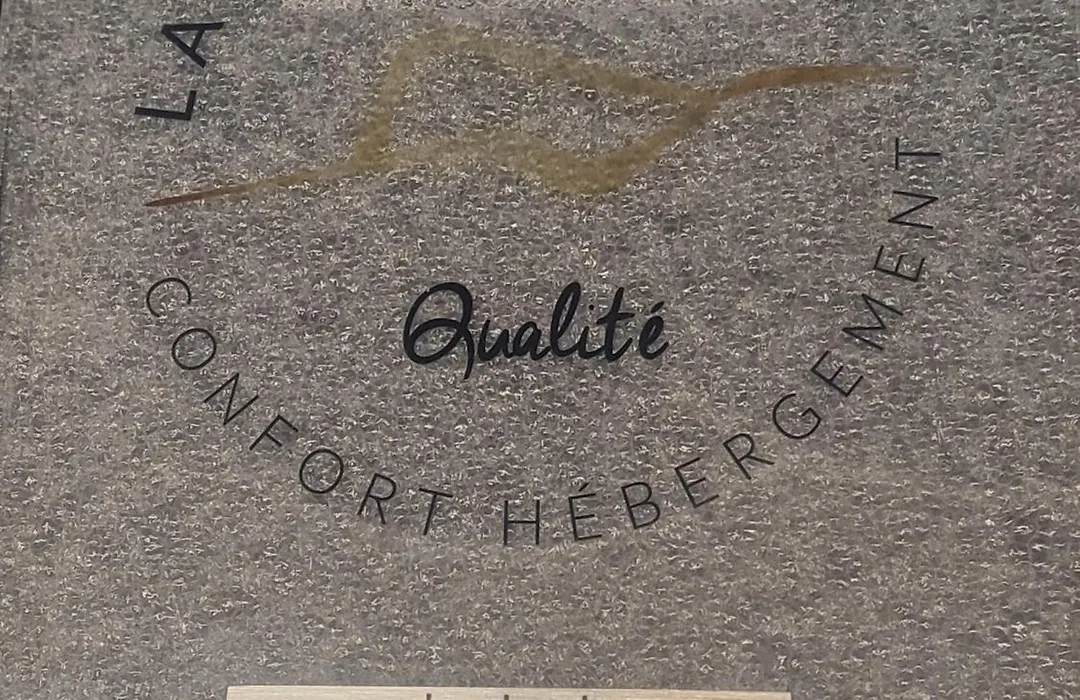 LA
Qualité
CONFORT HÉBERGEMENT